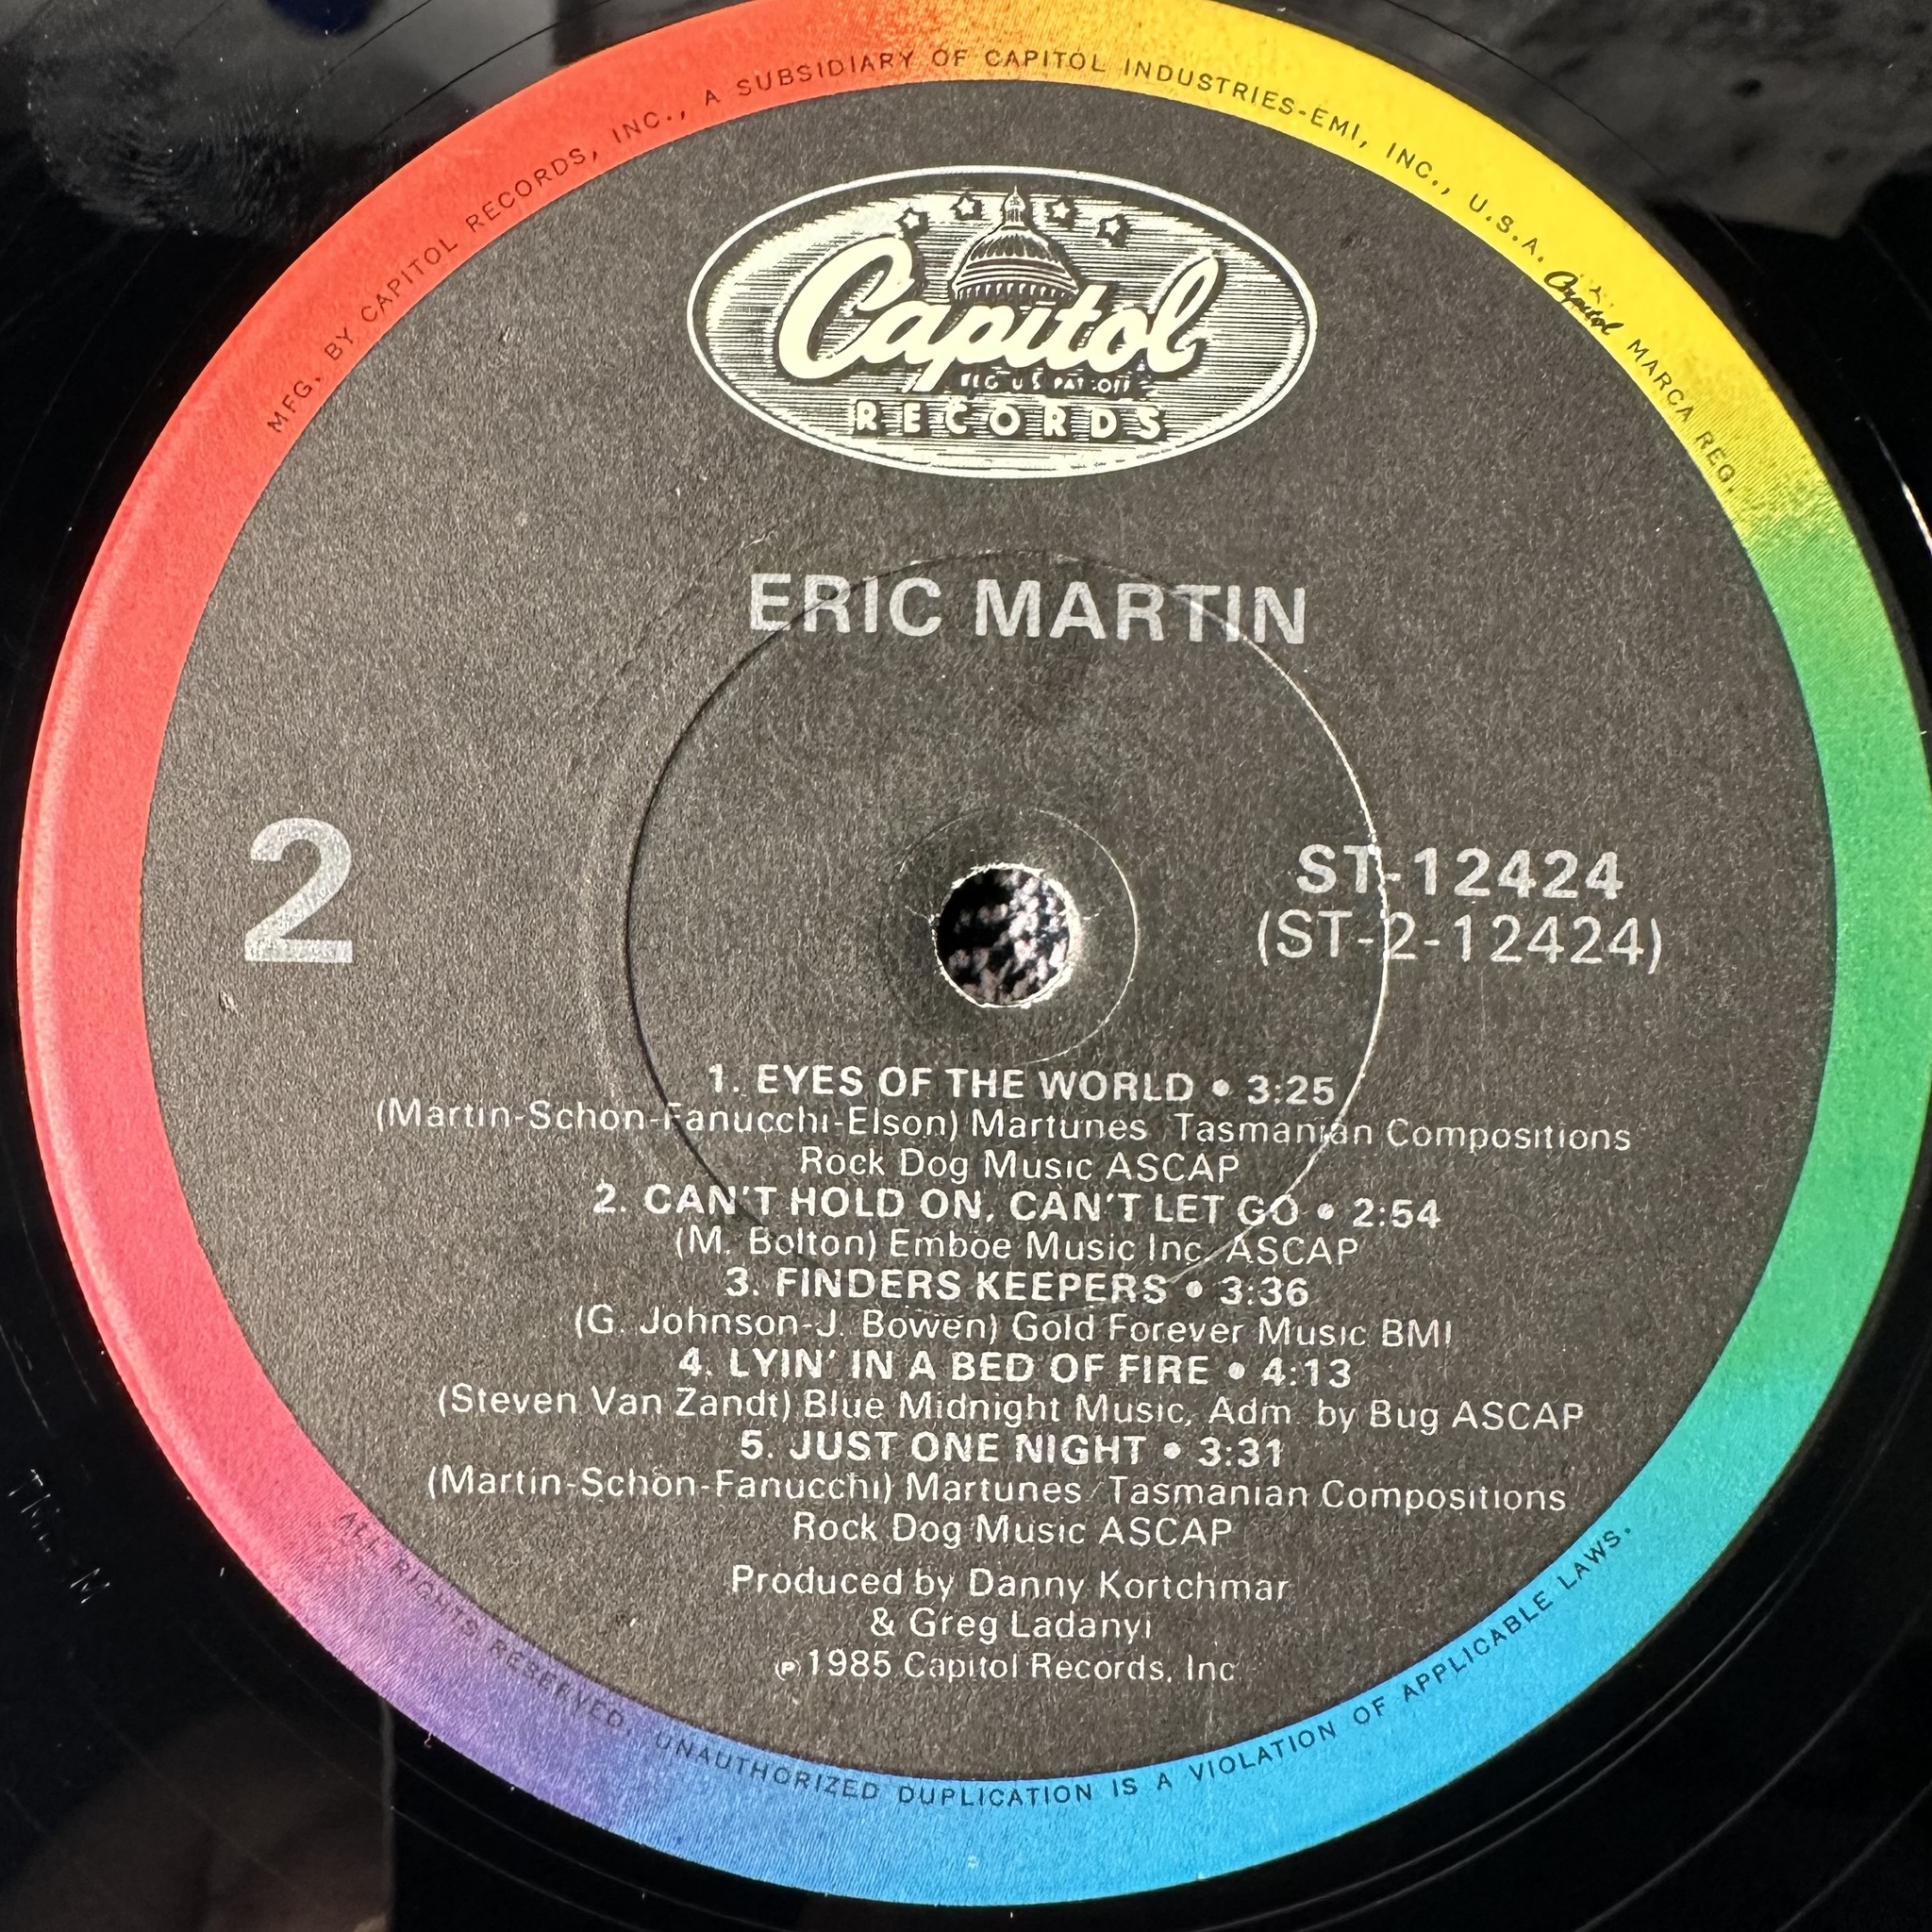 MFG. BY CAPITOL RECORDS, INC., A SUBSIDIARY OF CAPITOL INDUSTRIES-EMI, INC., U.S.A. Capitol MARCA REG.
Capitol
REG U S PAT OFF
RECORDS
ERIC MARTIN
2
ST-12424
(ST-2-12424)
1. EYES OF THE WORLD • 3:25
(Martin-Schon-Fanucchi-Elson) Martunes Tasmanian Compositions
Rock Dog Music ASCAP
2. CAN'T HOLD ON, CAN'T LET GO • 2:54
(M. Bolton) Emboe Music Inc. ASCAP
3. FINDERS KEEPERS • 3:36
(G. Johnson-J. Bowen) Gold Forever Music BMI
4. LYIN' IN A BED OF FIRE • 4:13
(Steven Van Zandt) Blue Midnight Music, Adm. by Bug ASCAP
5. JUST ONE NIGHT • 3:31
(Martin-Schon-Fanucchi) Martunes/Tasmanian Compositions
Rock Dog Music ASCAP
Produced by Danny Kortchmar
& Greg Ladanyi
℗1985 Capitol Records, Inc
ALL RIGHTS RESERVED. UNAUTHORIZED DUPLICATION IS A VIOLATION OF APPLICABLE LAWS.